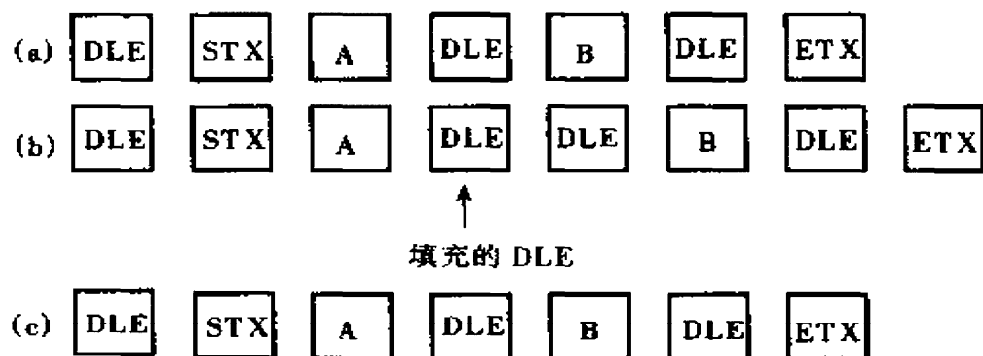 (a) DLE STX A DLE B DLE ETX
(b) DLE STX A DLE DLE B DLE ETX
填充的 DLE
(c) DLE STX A DLE B DLE ETX